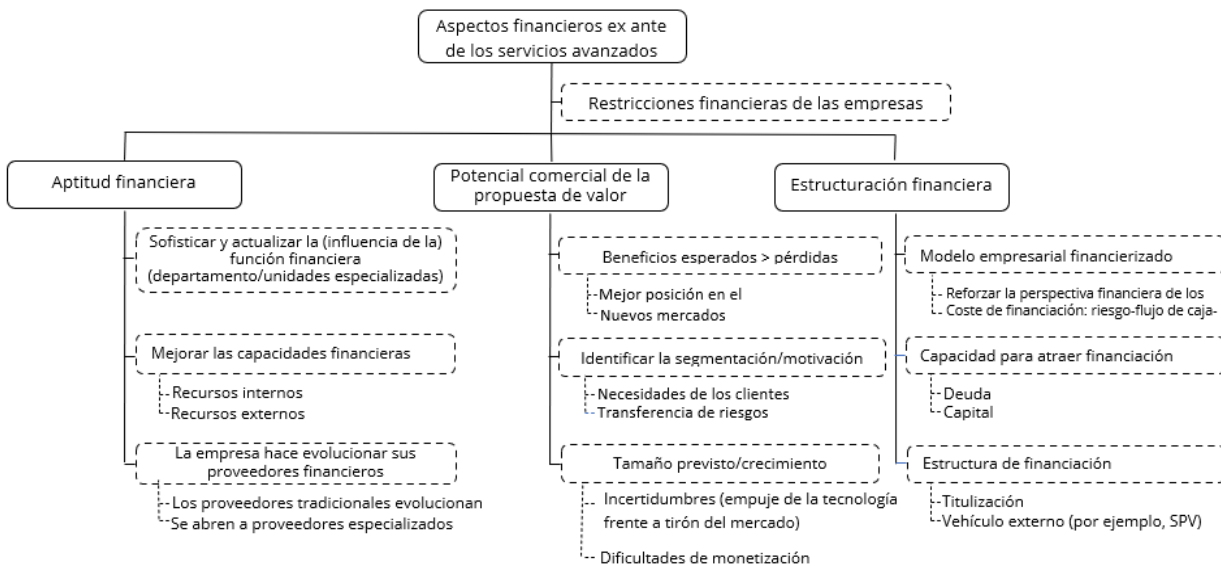 Aspectos financieros ex ante
de los servicios avanzados
Restricciones financieras de las empresas
Aptitud financiera
Sofisticar y actualizar la (influencia de la)
función financiera
(departamento/unidades especializadas)
Mejorar las capacidades financieras
Recursos internos
Recursos externos
La empresa hace evolucionar sus
proveedores financieros
Los proveedores tradicionales evolucionan
Se abren a proveedores especializados
Potencial comercial de la
propuesta de valor
Beneficios esperados > pérdidas
Mejor posición en el
Nuevos mercados
Identificar la segmentación/motivación
Necesidades de los clientes
Transferencia de riesgos
Tamaño previsto/crecimiento
Incertidumbres (empuje de la tecnología
frente a tirón del mercado)
Dificultades de monetización
Estructuración financiera
Modelo empresarial financierizado
Reforzar la perspectiva financiera de los
Coste de financiación: riesgo-flujo de caja-
Capacidad para atraer financiación
Deuda
Capital
Estructura de financiación
Titulización
Vehículo externo (por ejemplo, SPV)